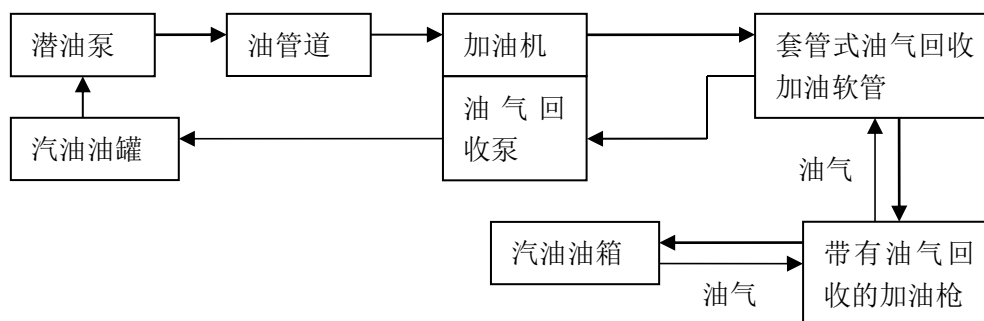 潜油泵
油管道
加油机
套管式油气回收
加油软管
汽油油罐
油气回
收泵
油气
汽油油箱
带有油气回
收的加油枪
油气